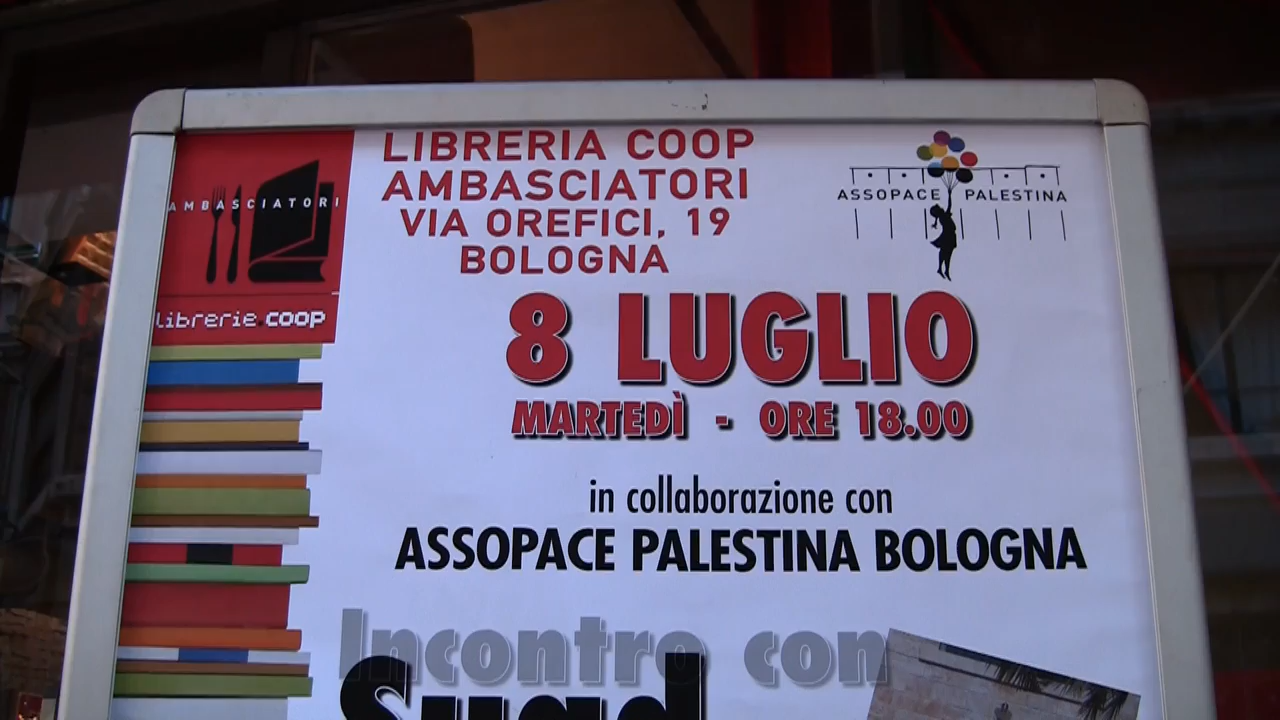 AMBASCIATORI
librerie.coop
LIBRERIA COOP
AMBASCIATORI
VIA OREFICI, 19
BOLOGNA
ASSOPACE PALESTINA
8 LUGLIO
MARTEDÌ - ORE 18.00
in collaborazione con
ASSOPACE PALESTINA BOLOGNA
Incontro con
Suad